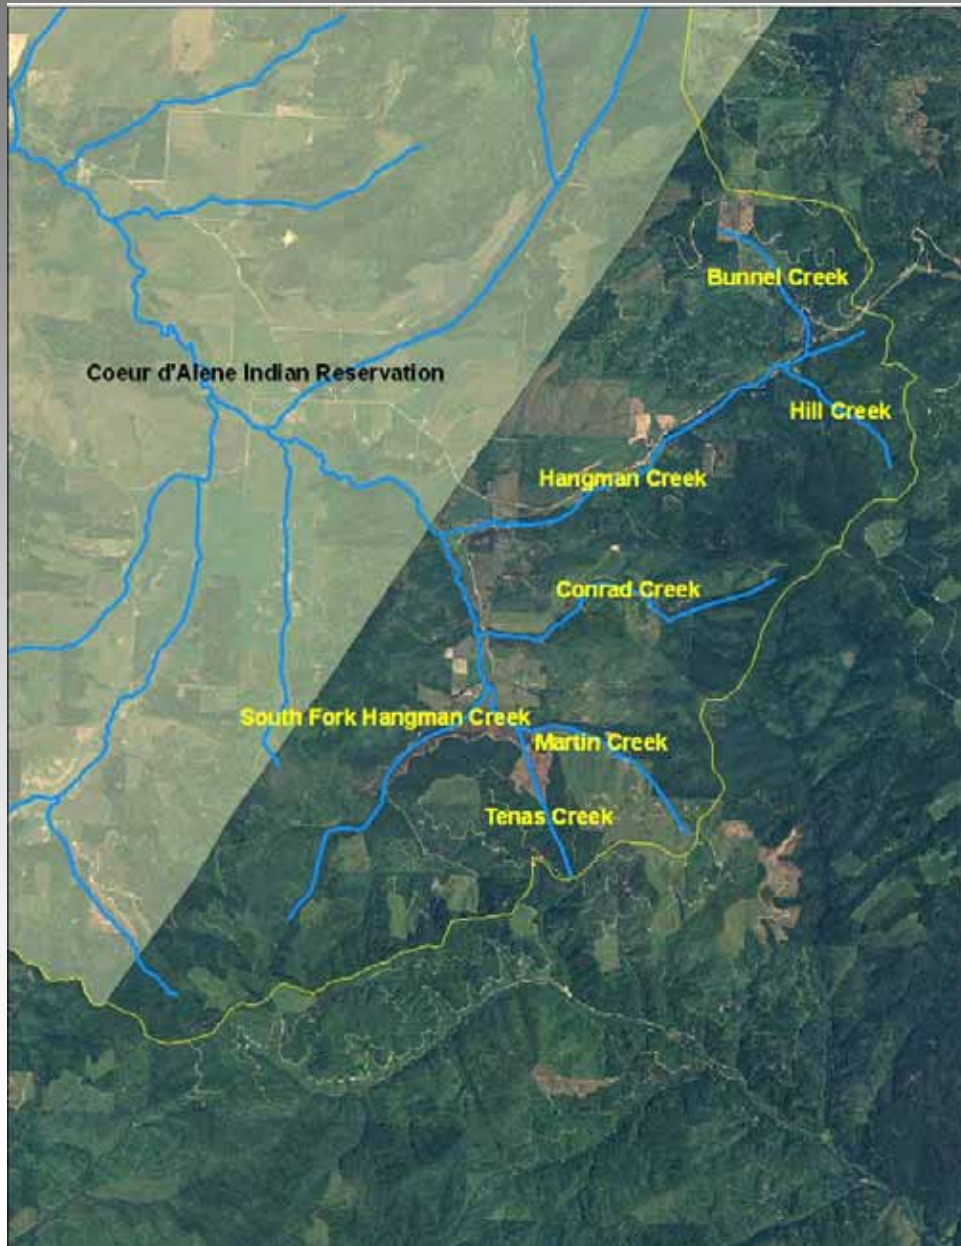 Bunnel Creek
Coeur d'Alene Indian Reservation
Hill Creek
Hangman Creek
Conrad Creek
South Fork Hangman Creek
Martin Creek
Tenas Creek